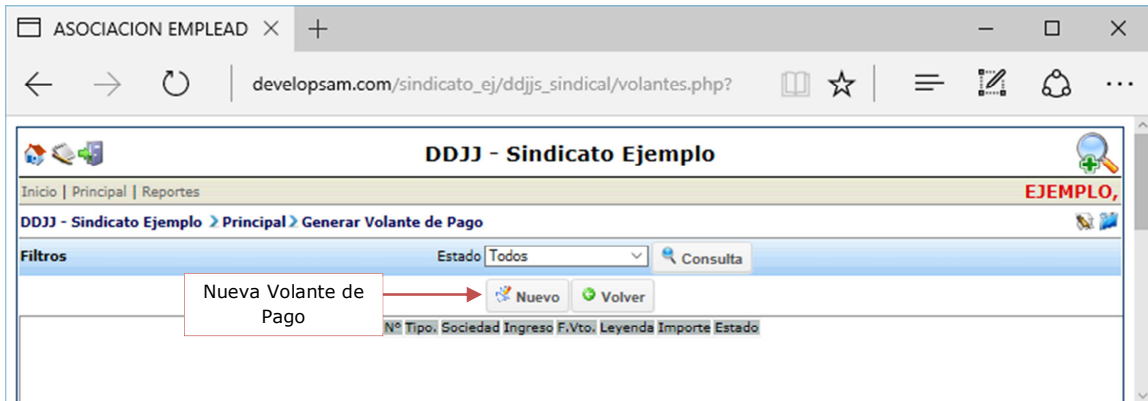 ASOCIACION EMPLEAD
developsam.com/sindicato_ej/ddjjs_sindical/volantes.php?
DDJJ - Sindicato Ejemplo
Inicio | Principal | Reportes
EJEMPLO,
DDJJ - Sindicato Ejemplo > Principal > Generar Volante de Pago
Filtros Estado Todos Consulta
Nueva Volante de
Pago
Nuevo Volver
Nº Tipo. Sociedad Ingreso F.Vto. Leyenda Importe Estado